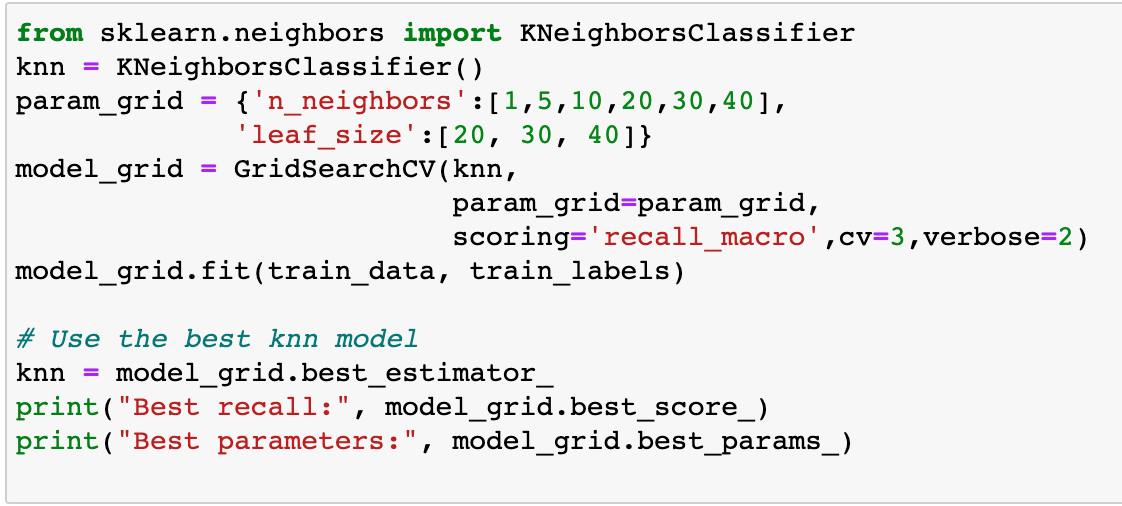 from sklearn.neighbors import KNeighborsClassifier
knn = KNeighborsClassifier()
param_grid = {'n_neighbors':[1,5,10,20,30,40],
             'leaf_size':[20, 30, 40]}
model_grid = GridSearchCV(knn,
                          param_grid=param_grid,
                          scoring='recall_macro',cv=3,verbose=2)
model_grid.fit(train_data, train_labels)

# Use the best knn model
knn = model_grid.best_estimator_
print("Best recall:", model_grid.best_score_)
print("Best parameters:", model_grid.best_params_)